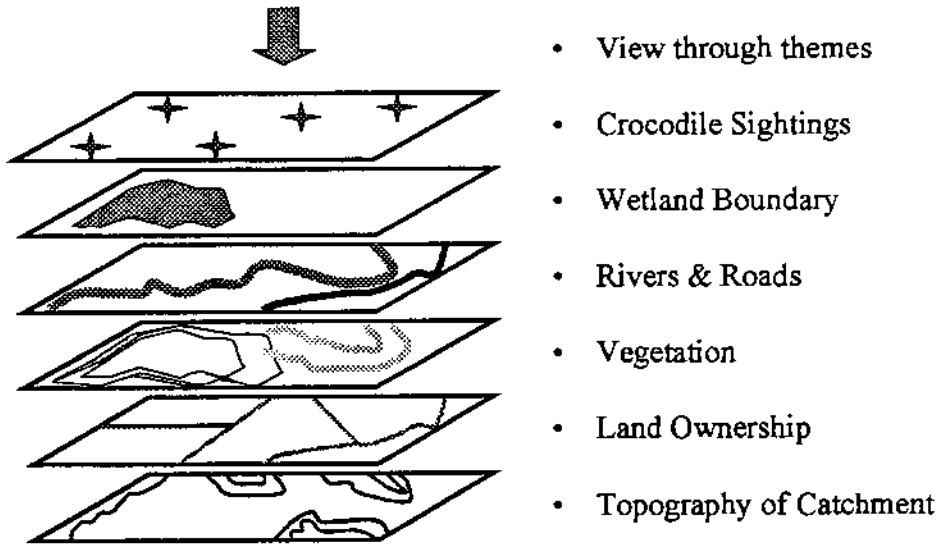 • View through themes
• Crocodile Sightings
• Wetland Boundary
• Rivers & Roads
• Vegetation
• Land Ownership
• Topography of Catchment